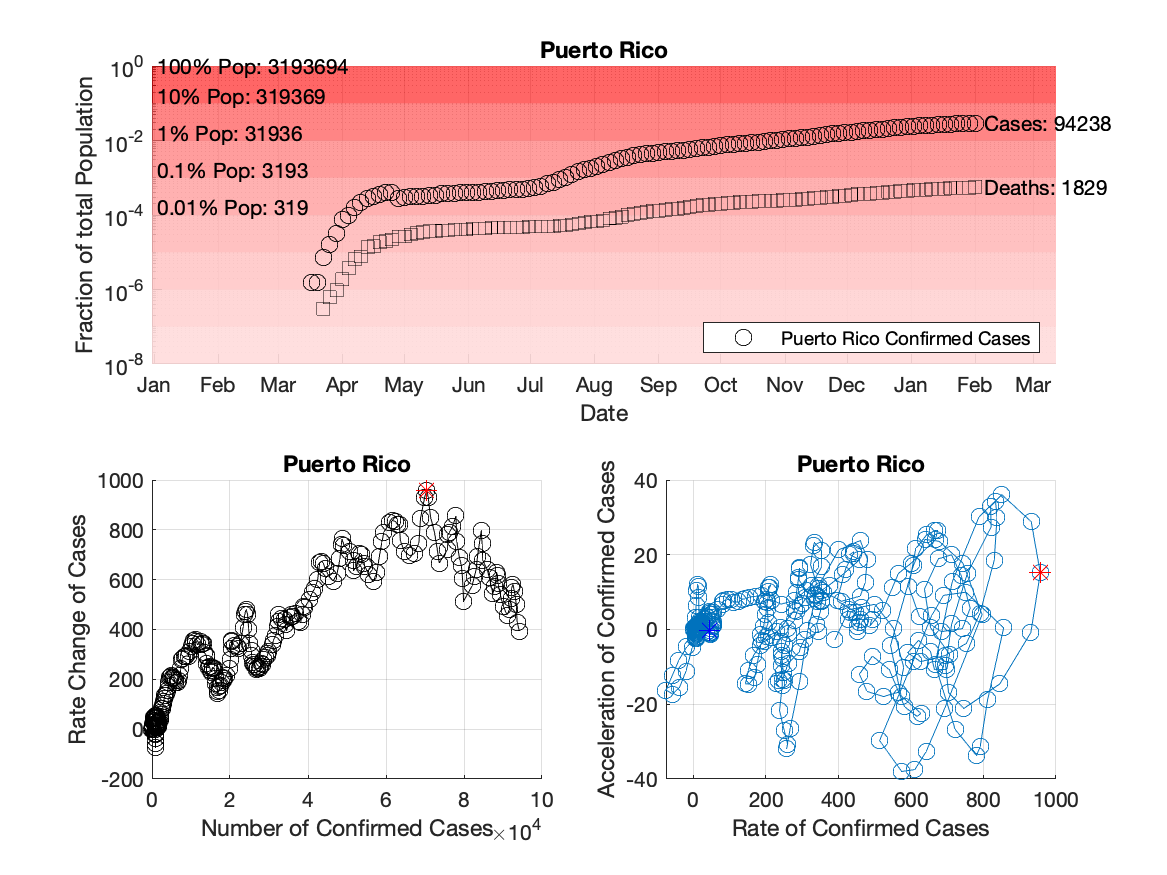 Puerto Rico
Fraction of total Population
10^0
10^-2
10^-4
10^-6
10^-8
100% Pop: 3193694
10% Pop: 319369
1% Pop: 31936
0.1% Pop: 3193
0.01% Pop: 319
Cases: 94238
Deaths: 1829
Puerto Rico Confirmed Cases
Jan Feb Mar Apr May Jun Jul Aug Sep Oct Nov Dec Jan Feb Mar
Date
Puerto Rico
Rate Change of Cases
1000
800
600
400
200
0
-200
0 2 4 6 8 10
Number of Confirmed Cases ×10^4
Puerto Rico
Acceleration of Confirmed Cases
40
20
0
-20
-40
0 200 400 600 800 1000
Rate of Confirmed Cases